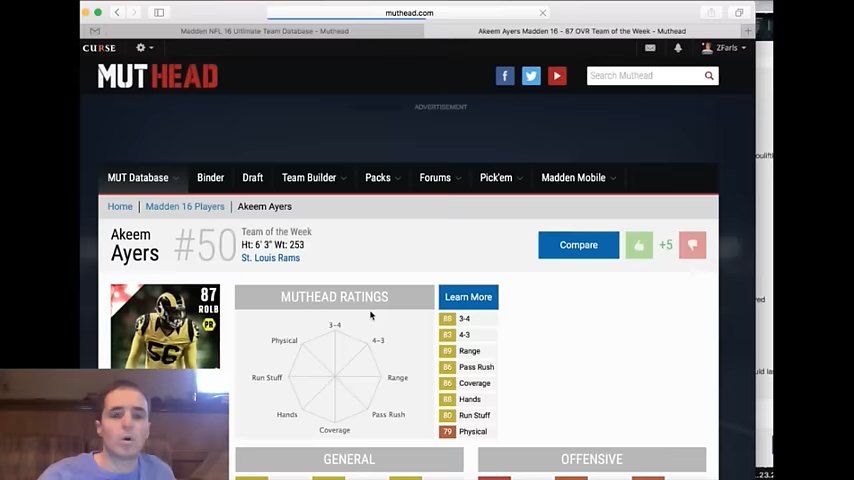 muthead.com
Madden NFL 16 Ultimate Team Database - Muthead
Akeem Ayers Madden 16 - 87 OVR Team of the Week - Muthead
CURSE
ZFarls
MUTHEAD
Search Muthead
ADVERTISEMENT
MUT Database
Binder
Draft
Team Builder
Packs
Forums
Pick'em
Madden Mobile
Home
Madden 16 Players
Akeem Ayers
Akeem
Ayers
#50
Team of the Week
Ht: 6' 3" Wt: 253
St. Louis Rams
Compare
+5
87
ROLB
PR
56
MUTHEAD RATINGS
Learn More
3-4
4-3
Range
Pass Rush
Coverage
Hands
Run Stuff
Physical
88 3-4
83 4-3
89 Range
86 Pass Rush
86 Coverage
88 Hands
80 Run Stuff
79 Physical
GENERAL
OFFENSIVE